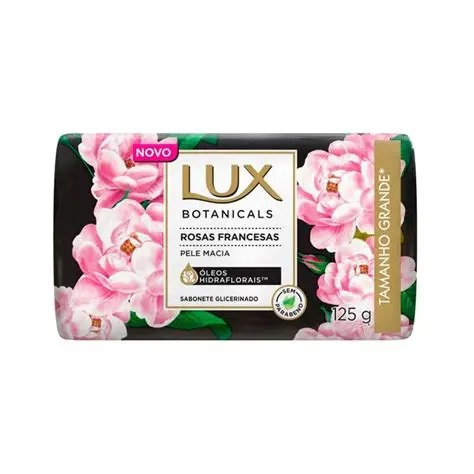 NOVO
LUX
BOTANICALS
ROSAS FRANCESAS
PELE MACIA
ÓLEOS
HIDRAFLORAIS™
SABONETE GLICERINADO
SEM
PARABENO
125 g
TAMANHO GRANDE*